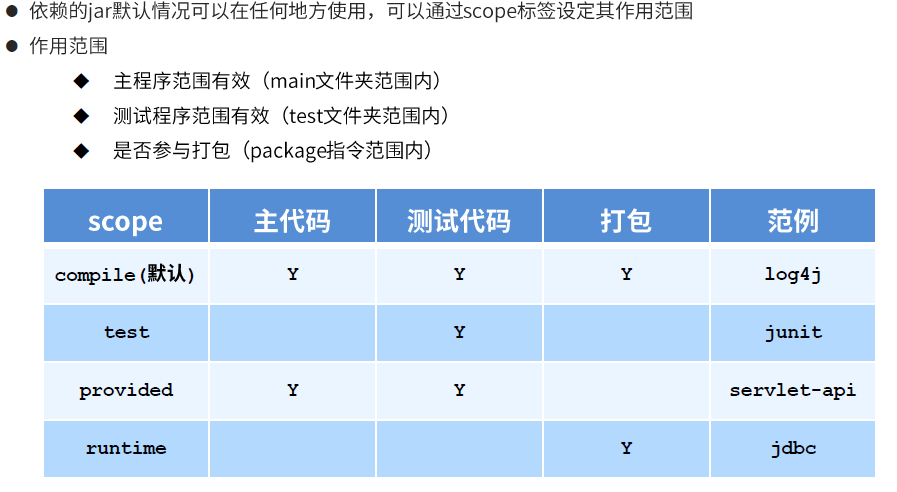 ● 依赖的jar默认情况可以在任何地方使用，可以通过scope标签设定其作用范围
● 作用范围
◆ 主程序范围有效（main文件夹范围内）
◆ 测试程序范围有效（test文件夹范围内）
◆ 是否参与打包（package指令范围内）
scope 主代码 测试代码 打包 范例
compile(默认) Y Y Y log4j
test Y junit
provided Y Y servlet-api
runtime Y jdbc